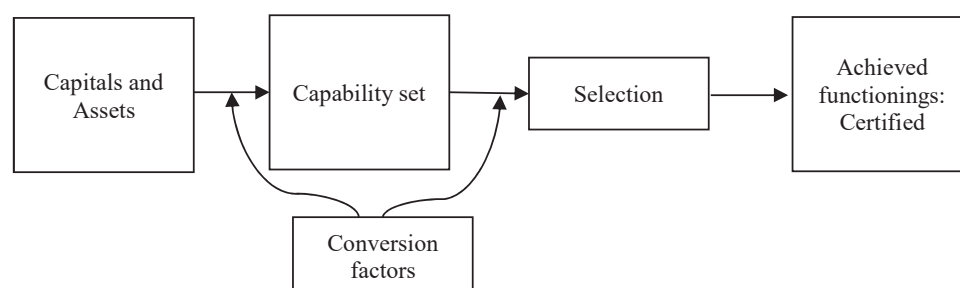 Capitals and
Assets
Capability set
Selection
Achieved
functionings:
Certified
Conversion
factors